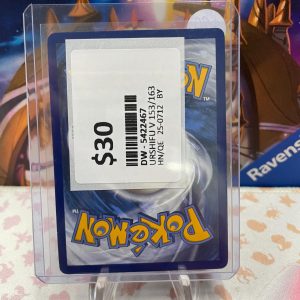 $30
DW - 5422467
URSHIFU V 153/163
HN/QE 25-0712 BY
POKéMON
Ravens